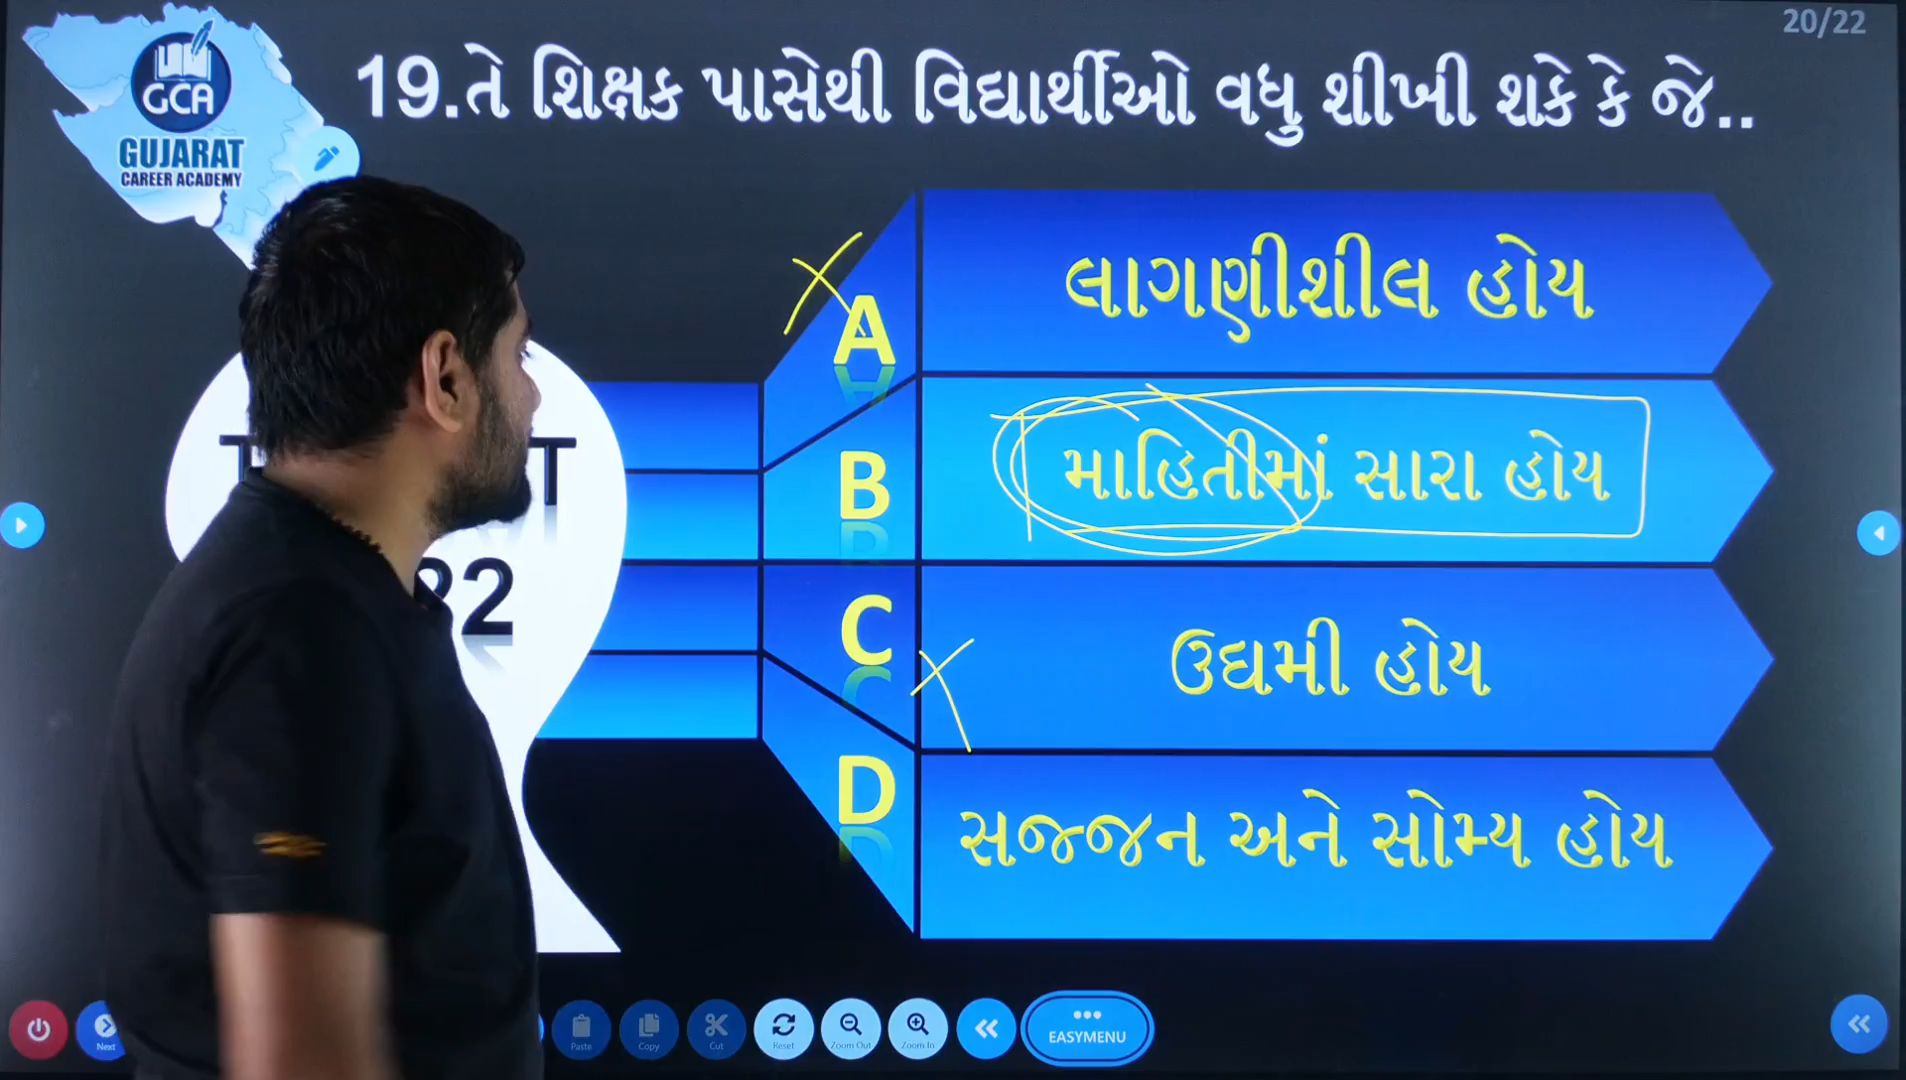 20/22
GCA
GUJARAT
CAREER ACADEMY
19.તે શિક્ષક પાસેથી વિદ્યાર્થીઓ વધુ શીખી શકે કે જે..
A
લાગણીશીલ હોય
B
માહિતીમાં સારા હોય
C
ઉદ્યમી હોય
D
સજ્જન અને સોમ્ય હોય
Next
Paste
Copy
Cut
Reset
Zoom Out
Zoom In
EASYMENU